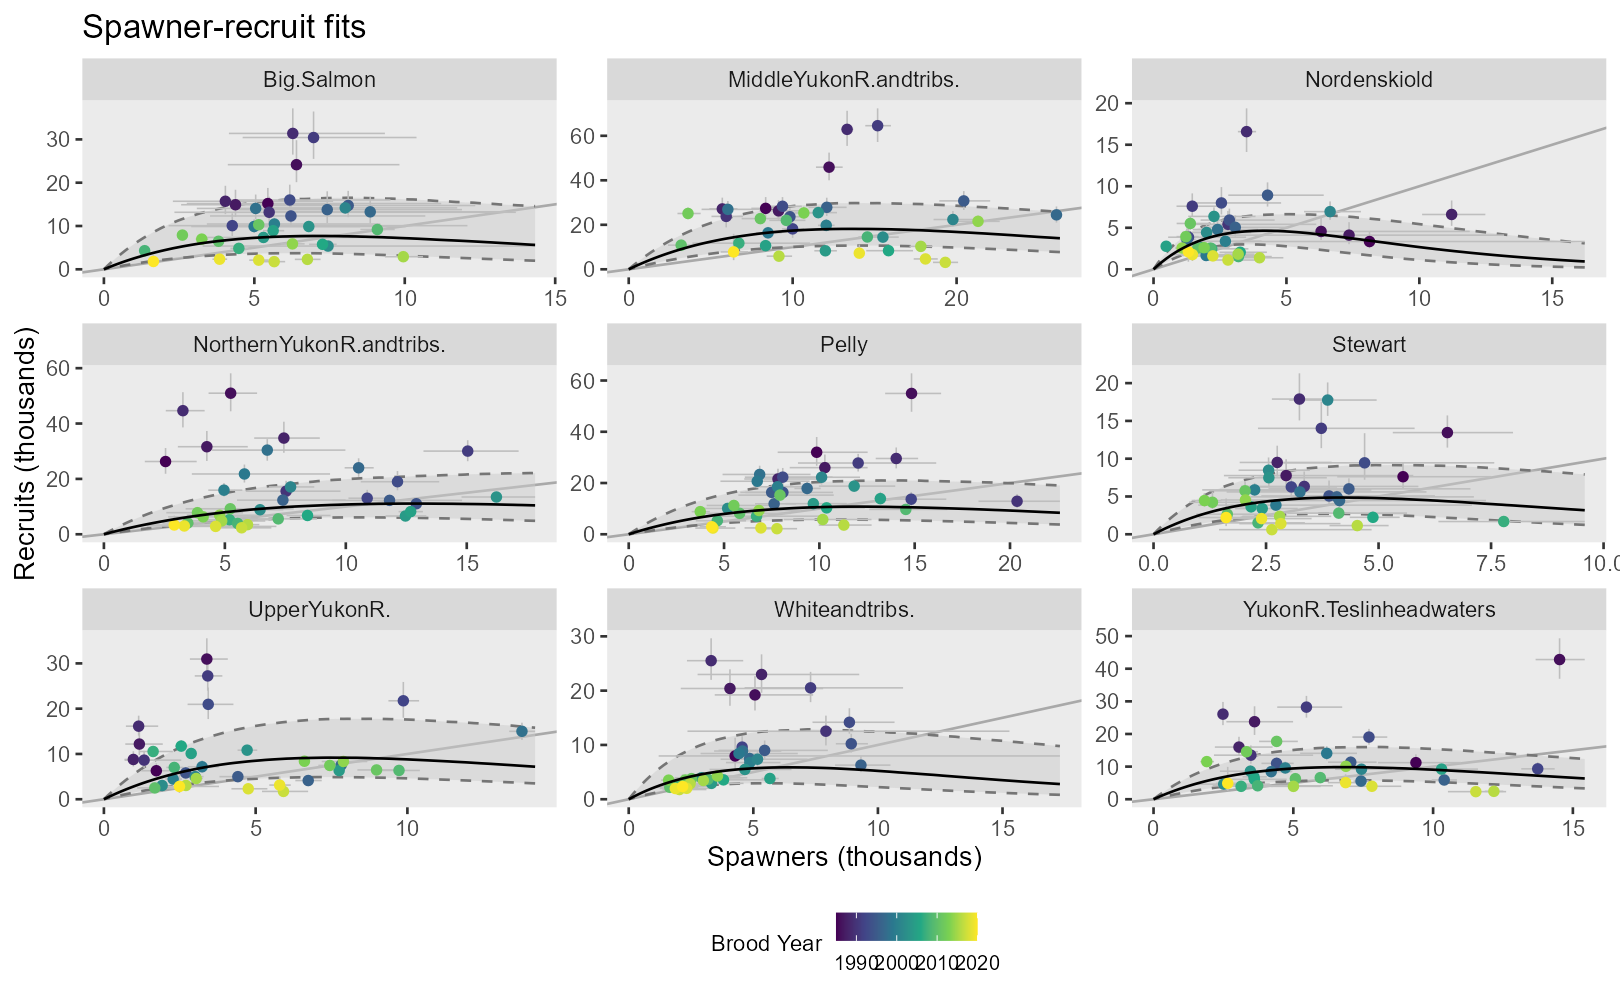 Spawner-recruit fits
Big.Salmon
MiddleYukonR.andtribs.
Nordenskiold
30
20
10
0
60
40
20
0
20
15
10
5
0
0 5 10 15
0 10 20
0 5 10 15
NorthernYukonR.andtribs.
Pelly
Stewart
60
40
20
0
60
40
20
0
20
15
10
5
0
0 5 10 15
0 5 10 15 20
0.0 2.5 5.0 7.5 10.0
UpperYukonR.
Whiteandtribs.
YukonR.Teslinheadwaters
30
20
10
0
30
20
10
0
50
40
30
20
10
0
0 5 10
0 5 10 15
0 5 10 15
Recruits (thousands)
Spawners (thousands)
Brood Year
1990 2000 2010 2020